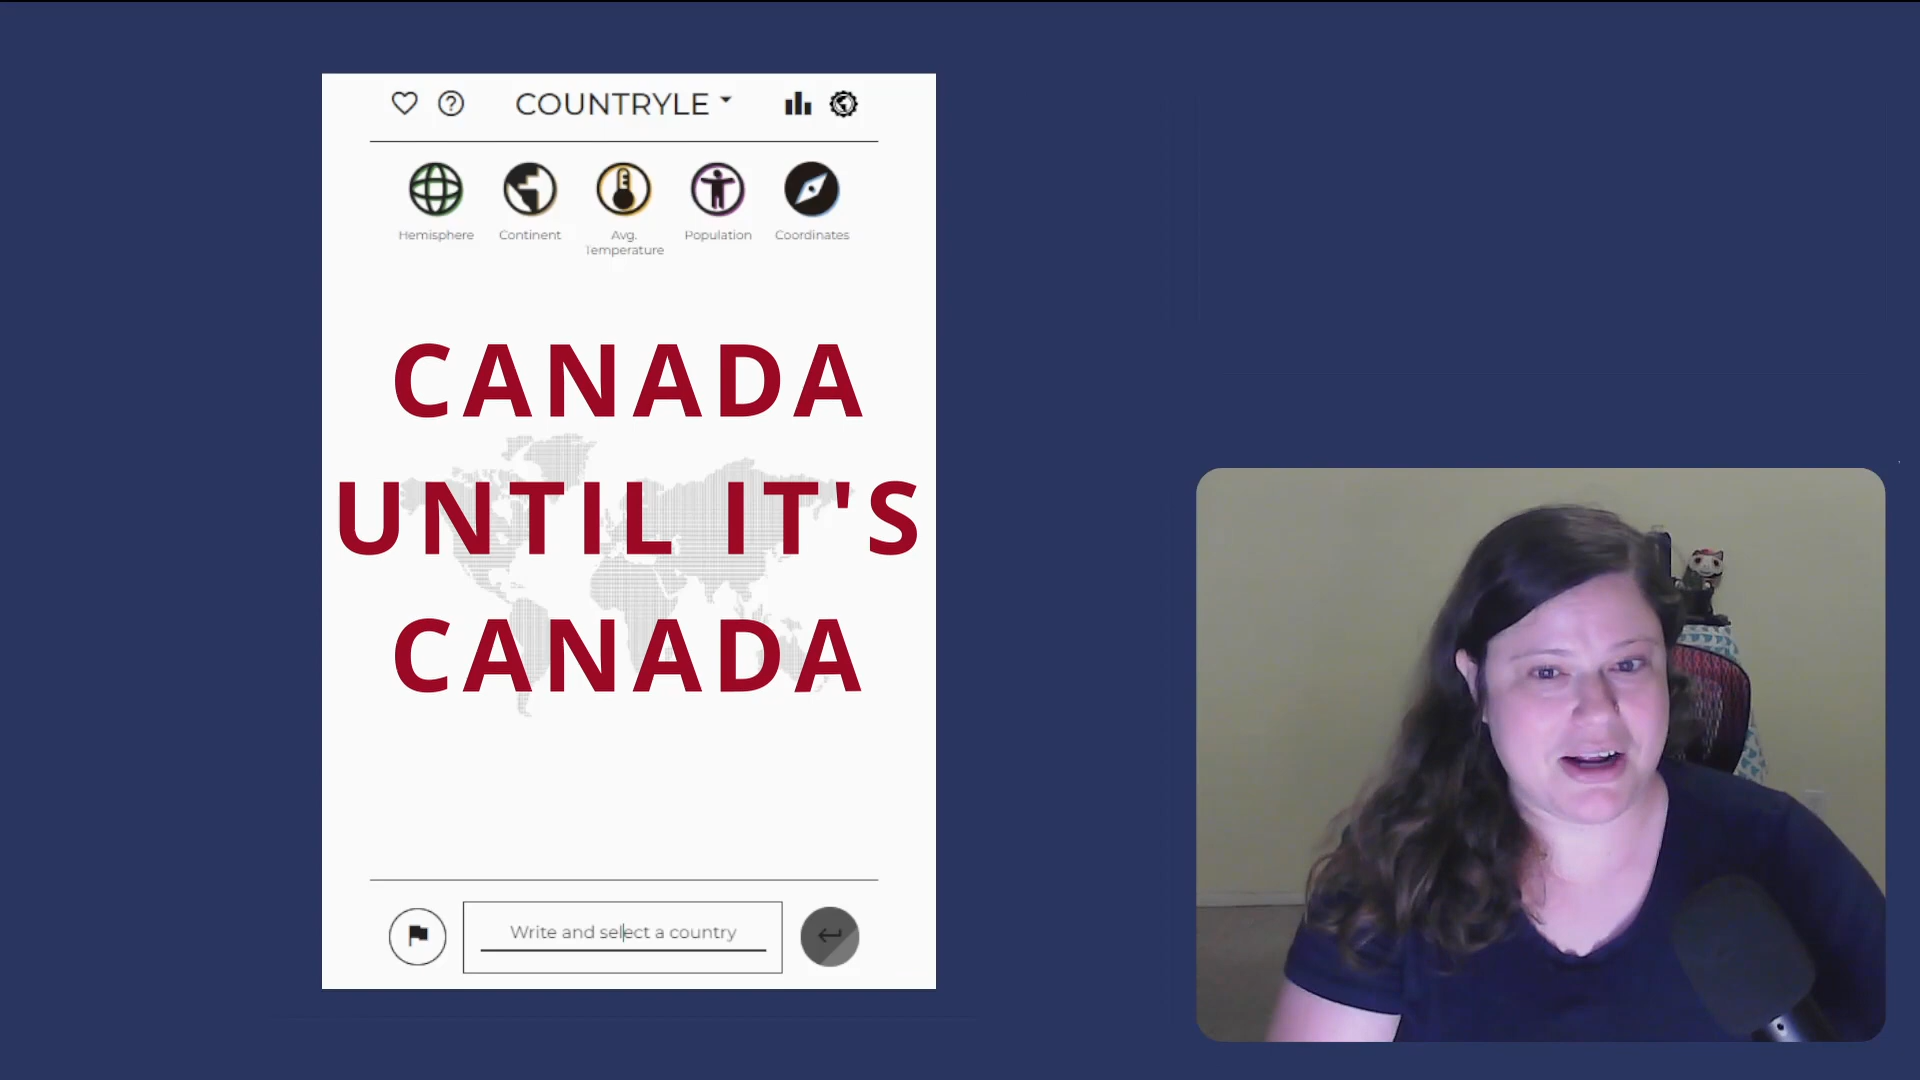 COUNTRYLE
Hemisphere
Continent
Avg.
Temperature
Population
Coordinates
CANADA
UNTIL IT'S
CANADA
Write and select a country